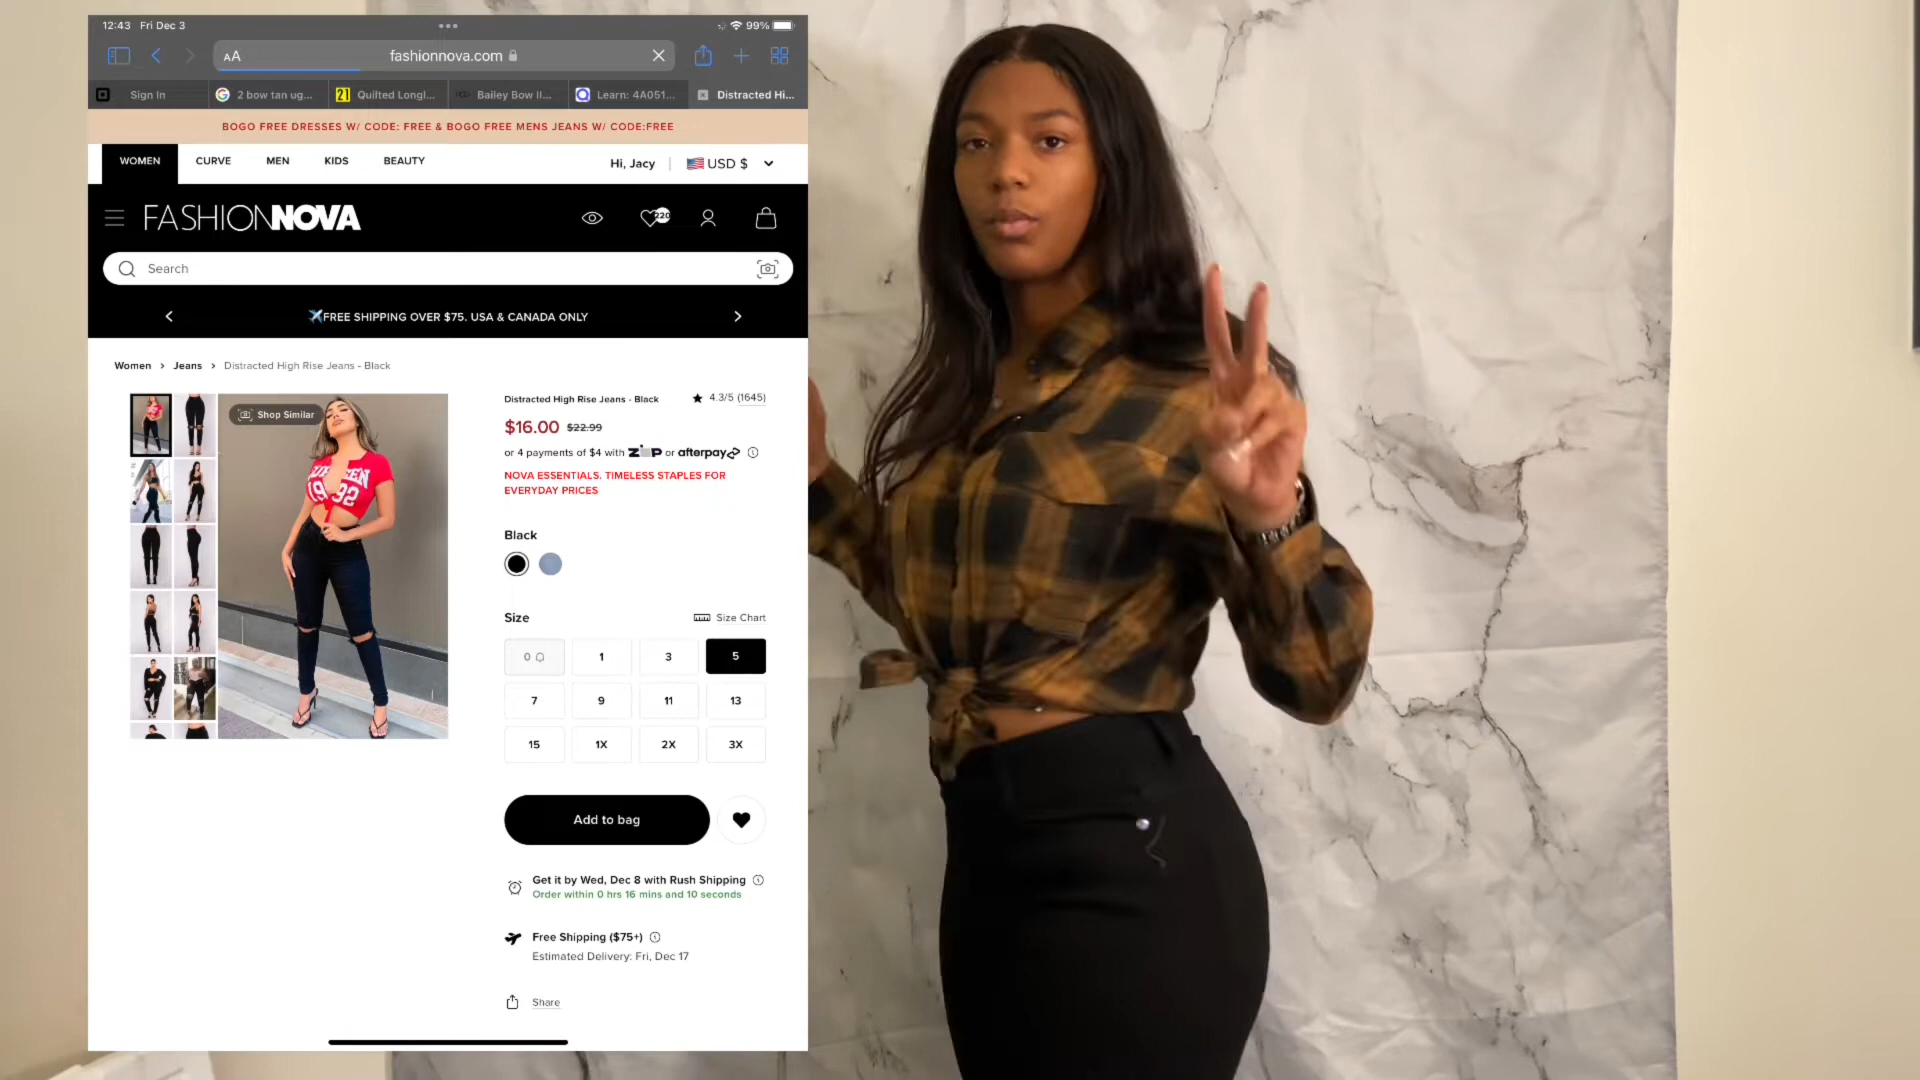 12:43 Fri Dec 3
99%
AA fashionnova.com
Sign In
2 bow tan ug...
21 Quilted Longl...
Bailey Bow II...
Learn: 4A051...
Distracted Hi...
BOGO FREE DRESSES W/ CODE: FREE & BOGO FREE MENS JEANS W/ CODE:FREE
WOMEN CURVE MEN KIDS BEAUTY Hi, Jacy | USD $
FASHIONNOVA
220
Search
FREE SHIPPING OVER $75. USA & CANADA ONLY
Women > Jeans > Distracted High Rise Jeans - Black
Shop Similar
Distracted High Rise Jeans - Black 4.3/5 (1645)
$16.00 $22.99
or 4 payments of $4 with ZIP or afterpay
NOVA ESSENTIALS. TIMELESS STAPLES FOR
EVERYDAY PRICES
Black
Size Size Chart
0 1 3 5
7 9 11 13
15 1X 2X 3X
Add to bag
Get it by Wed, Dec 8 with Rush Shipping
Order within 0 hrs 16 mins and 10 seconds
Free Shipping ($75+)
Estimated Delivery: Fri, Dec 17
Share